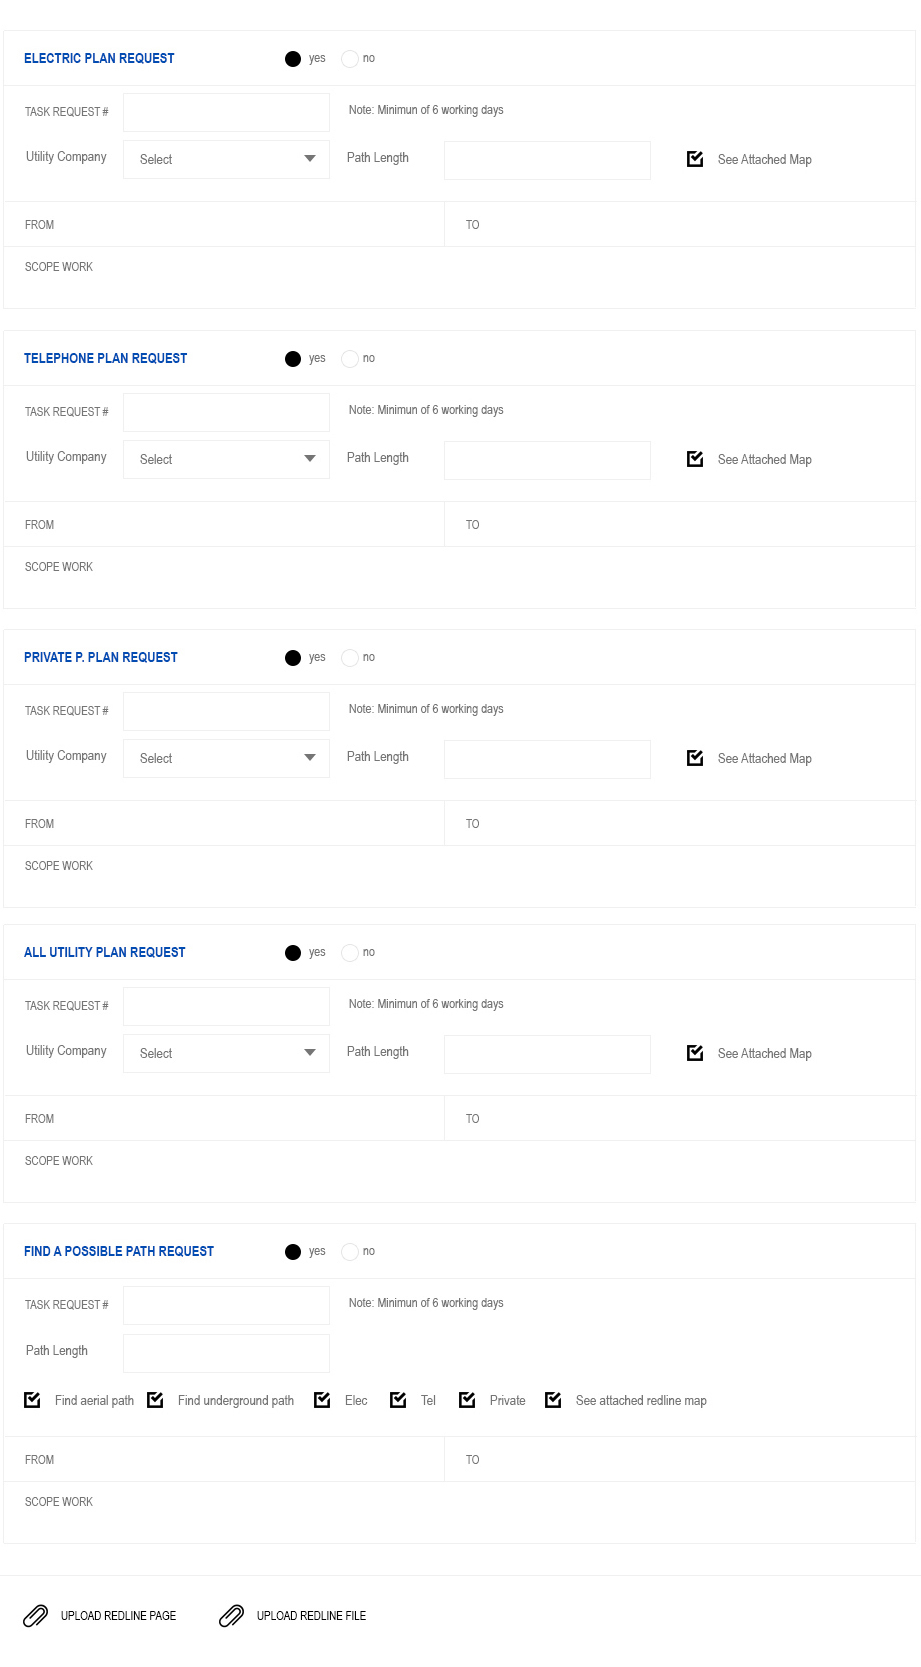 ELECTRIC PLAN REQUEST yes no
TASK REQUEST # Note: Minimun of 6 working days
Utility Company Select Path Length See Attached Map
FROM TO
SCOPE WORK
TELEPHONE PLAN REQUEST yes no
TASK REQUEST # Note: Minimun of 6 working days
Utility Company Select Path Length See Attached Map
FROM TO
SCOPE WORK
PRIVATE P. PLAN REQUEST yes no
TASK REQUEST # Note: Minimun of 6 working days
Utility Company Select Path Length See Attached Map
FROM TO
SCOPE WORK
ALL UTILITY PLAN REQUEST yes no
TASK REQUEST # Note: Minimun of 6 working days
Utility Company Select Path Length See Attached Map
FROM TO
SCOPE WORK
FIND A POSSIBLE PATH REQUEST yes no
TASK REQUEST # Note: Minimun of 6 working days
Path Length
Find aerial path Find underground path Elec Tel Private See attached redline map
FROM TO
SCOPE WORK
UPLOAD REDLINE PAGE UPLOAD REDLINE FILE